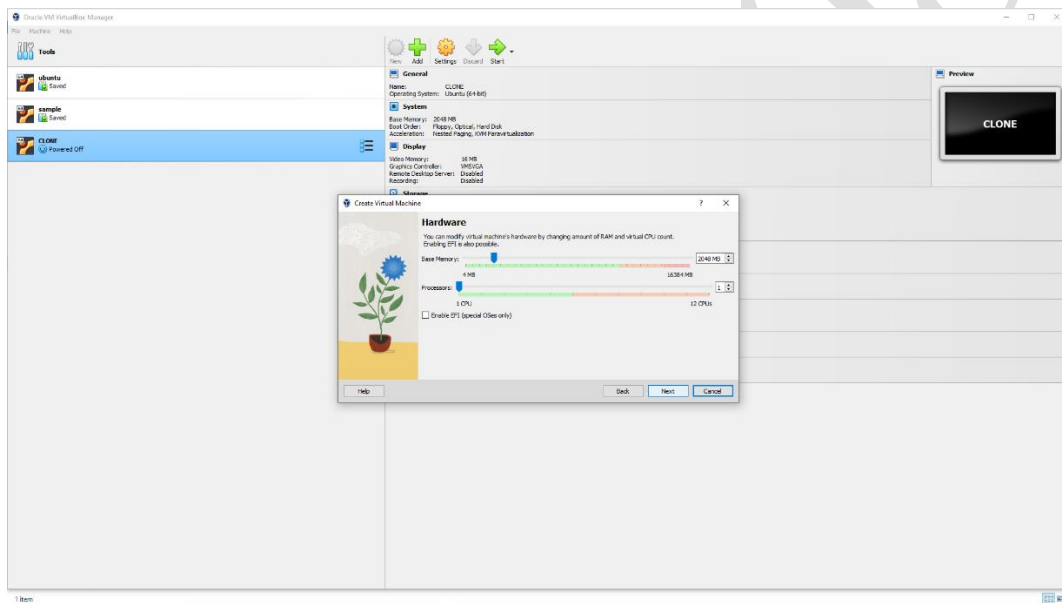 Oracle VM VirtualBox Manager
File Machine Help
Tools
New Add Settings Discard Start
ubuntu
Saved
sample
Saved
CLONE
Powered Off
General
Name: CLONE
Operating System: Ubuntu (64-bit)
System
Base Memory: 2048 MB
Boot Order: Floppy, Optical, Hard Disk
Acceleration: Nested Paging, KVM Paravirtualization
Display
Video Memory: 16 MB
Graphics Controller: VMSVGA
Remote Desktop Server: Disabled
Recording: Disabled
Storage
Preview
CLONE
Create Virtual Machine
Hardware
You can modify virtual machine's hardware by changing amount of RAM and virtual CPU count.
Enabling EFI is also possible.
Base Memory: 2048 MB
4 MB 16384 MB
Processors: 1
1 CPU 12 CPUs
Enable EFI (special OSes only)
Help Back Next Cancel
1 item